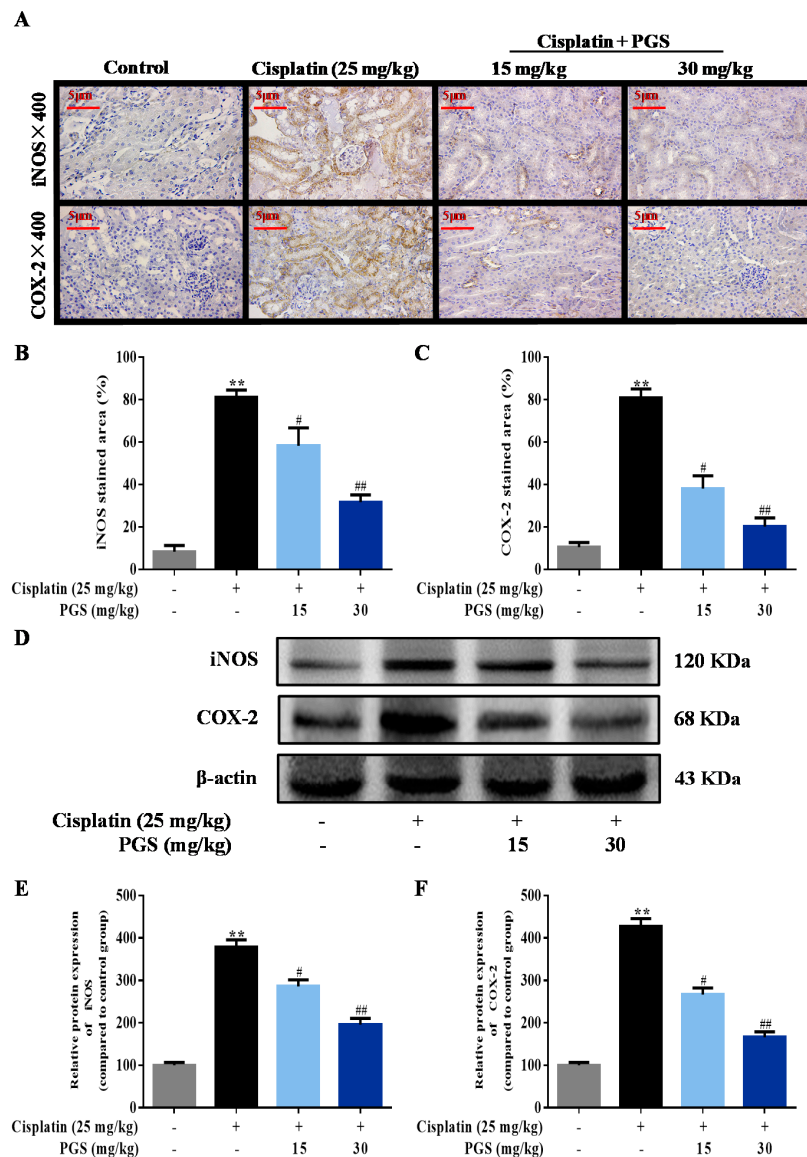 A
Cisplatin + PGS
Control Cisplatin (25 mg/kg) 15 mg/kg 30 mg/kg
iNOS×400
5μm 5μm 5μm 5μm
COX-2×400
5μm 5μm 5μm 5μm
B
iNOS stained area (%)
100
80
60
40
20
0
** # ##
Cisplatin (25 mg/kg) - + + +
PGS (mg/kg) - - 15 30
C
COX-2 stained area (%)
100
80
60
40
20
0
** # ##
Cisplatin (25 mg/kg) - + + +
PGS (mg/kg) - - 15 30
D
iNOS 120 KDa
COX-2 68 KDa
β-actin 43 KDa
Cisplatin (25 mg/kg) - + + +
PGS (mg/kg) - - 15 30
E
Relative protein expression
of iNOS
(compared to control group)
500
400
300
200
100
0
** # ##
Cisplatin (25 mg/kg) - + + +
PGS (mg/kg) - - 15 30
F
Relative protein expression
of COX-2
(compared to control group)
500
400
300
200
100
0
** # ##
Cisplatin (25 mg/kg) - + + +
PGS (mg/kg) - - 15 30